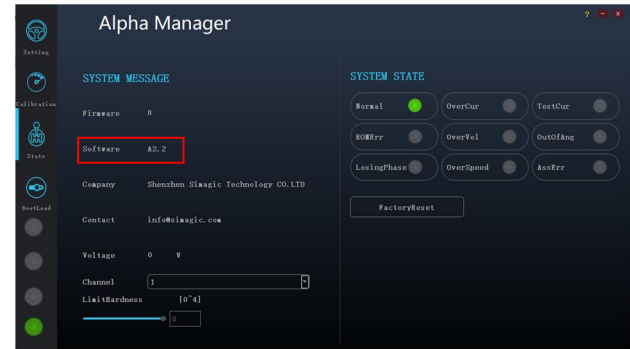 Alpha Manager
? - x
Setting
Calibration
State
BootLoad
SYSTEM MESSAGE
Firmware 0
Software A2.2
Company Shenzhen Simagic Technology CO.LTD
Contact info@simagic.com
Voltage 0 V
Channel 1
LimitHardness [0~4]
0
SYSTEM STATE
Normal OverCur TestCur
ROMErr OverVol OutOfAng
LosingPhase OverSpeed AssErr
FactoryReset